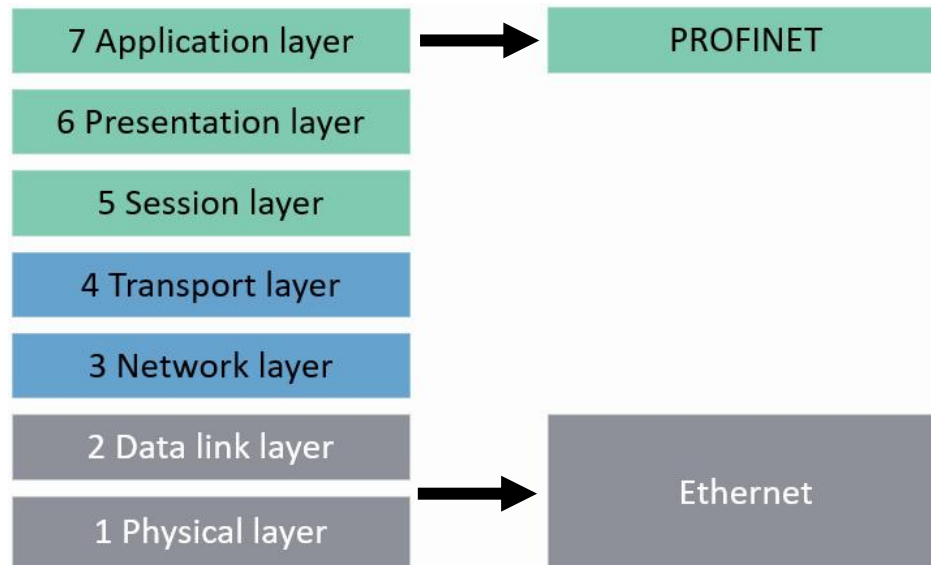 7 Application layer
PROFINET
6 Presentation layer
5 Session layer
4 Transport layer
3 Network layer
2 Data link layer
Ethernet
1 Physical layer